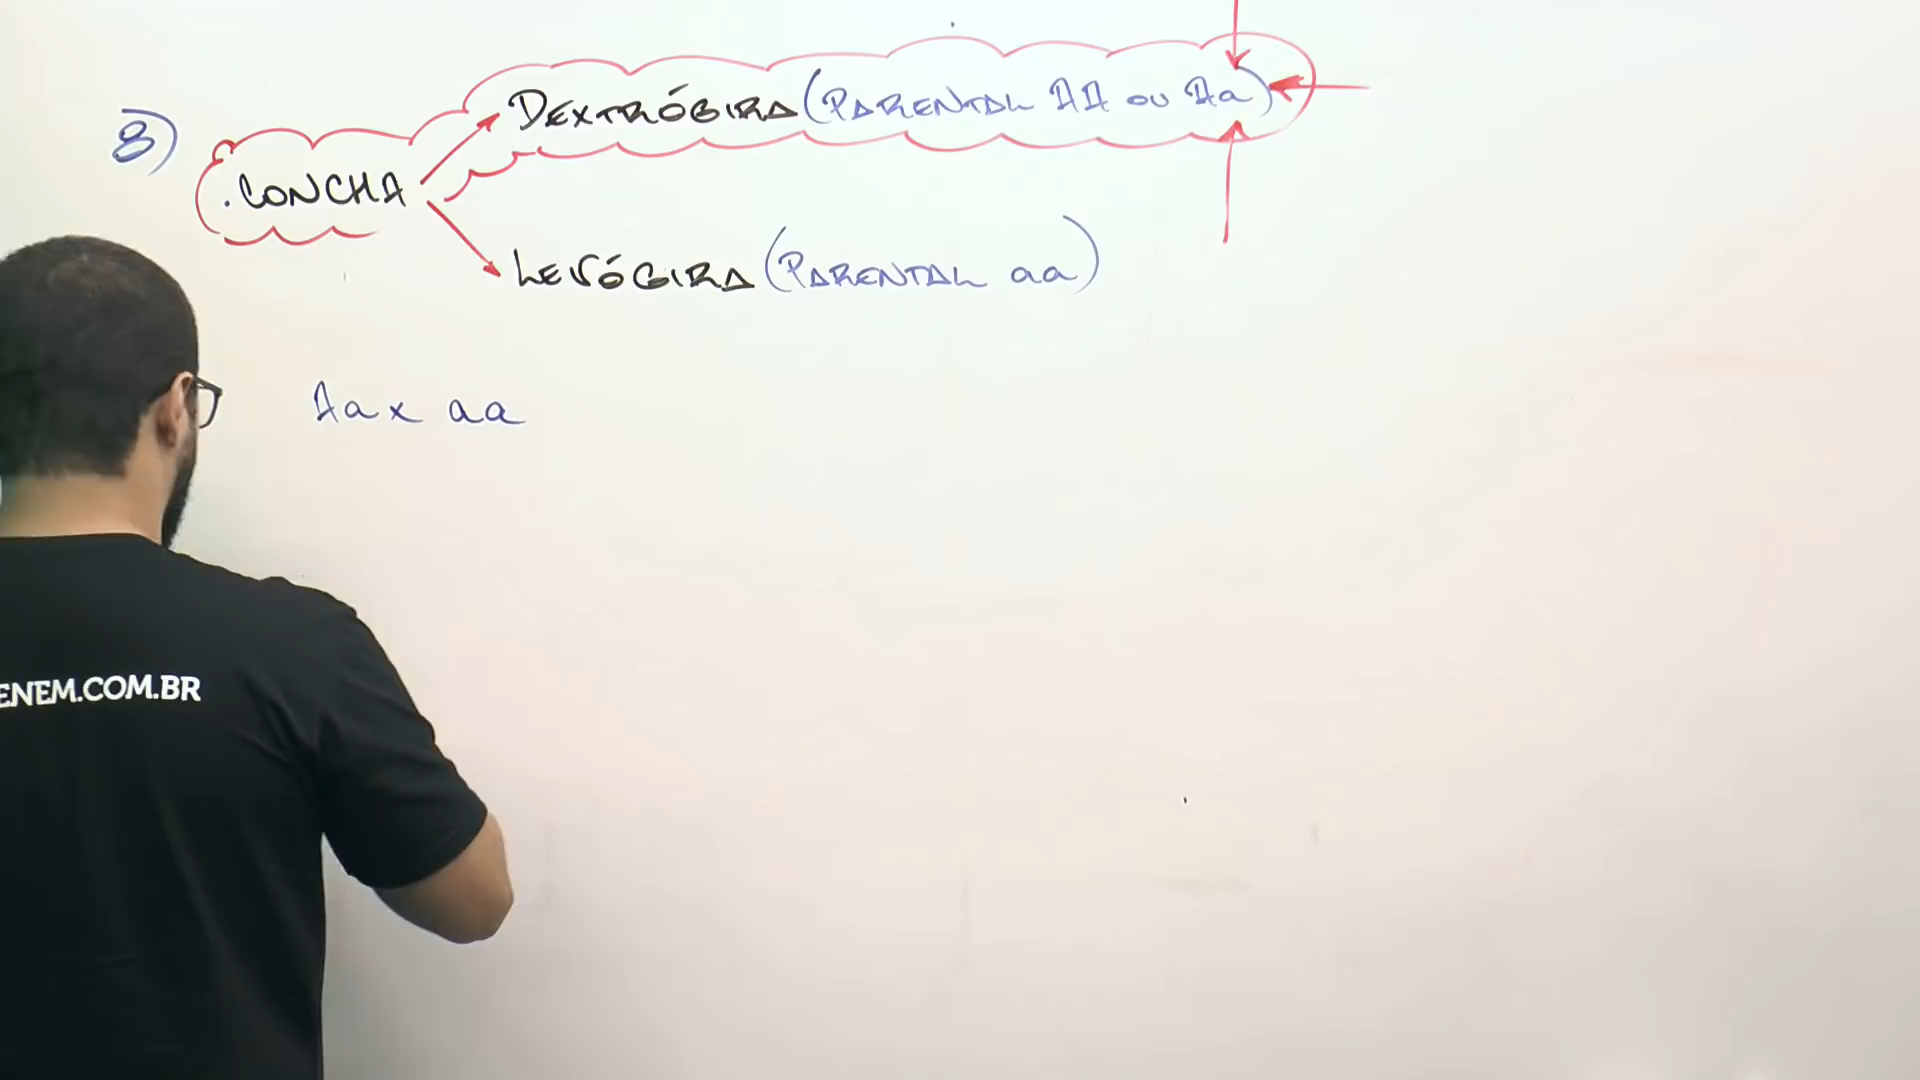 8)
DEXTRÓGIRA (PARENTAL AA OU Aa)
.CONCHA
LEVÓGIRA (PARENTAL aa)
Aa x aa
ENEM.COM.BR